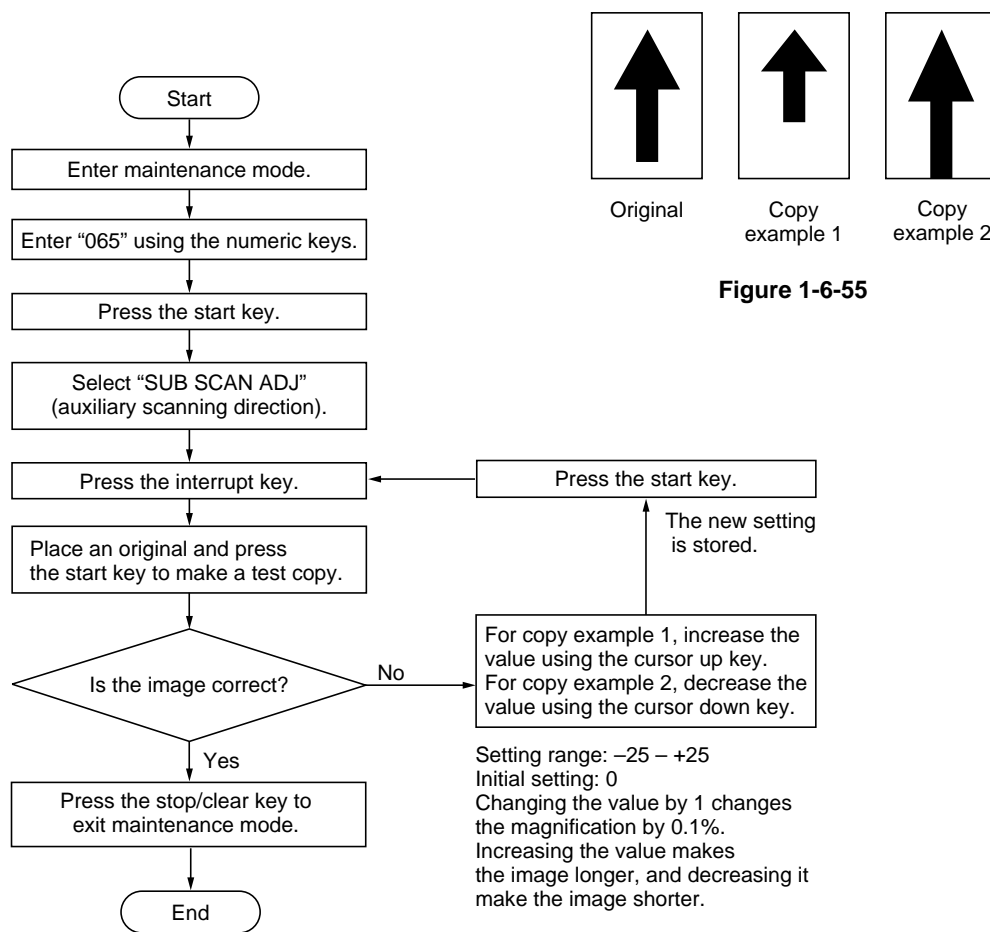 Start
Enter maintenance mode.
Enter “065” using the numeric keys.
Press the start key.
Select “SUB SCAN ADJ”
(auxiliary scanning direction).
Press the interrupt key.
Place an original and press
the start key to make a test copy.
Is the image correct?
No
Yes
Press the stop/clear key to
exit maintenance mode.
End
For copy example 1, increase the
value using the cursor up key.
For copy example 2, decrease the
value using the cursor down key.
Setting range: –25 – +25
Initial setting: 0
Changing the value by 1 changes
the magnification by 0.1%.
Increasing the value makes
the image longer, and decreasing it
make the image shorter.
The new setting
is stored.
Press the start key.
Original
Copy
example 1
Copy
example 2
Figure 1-6-55